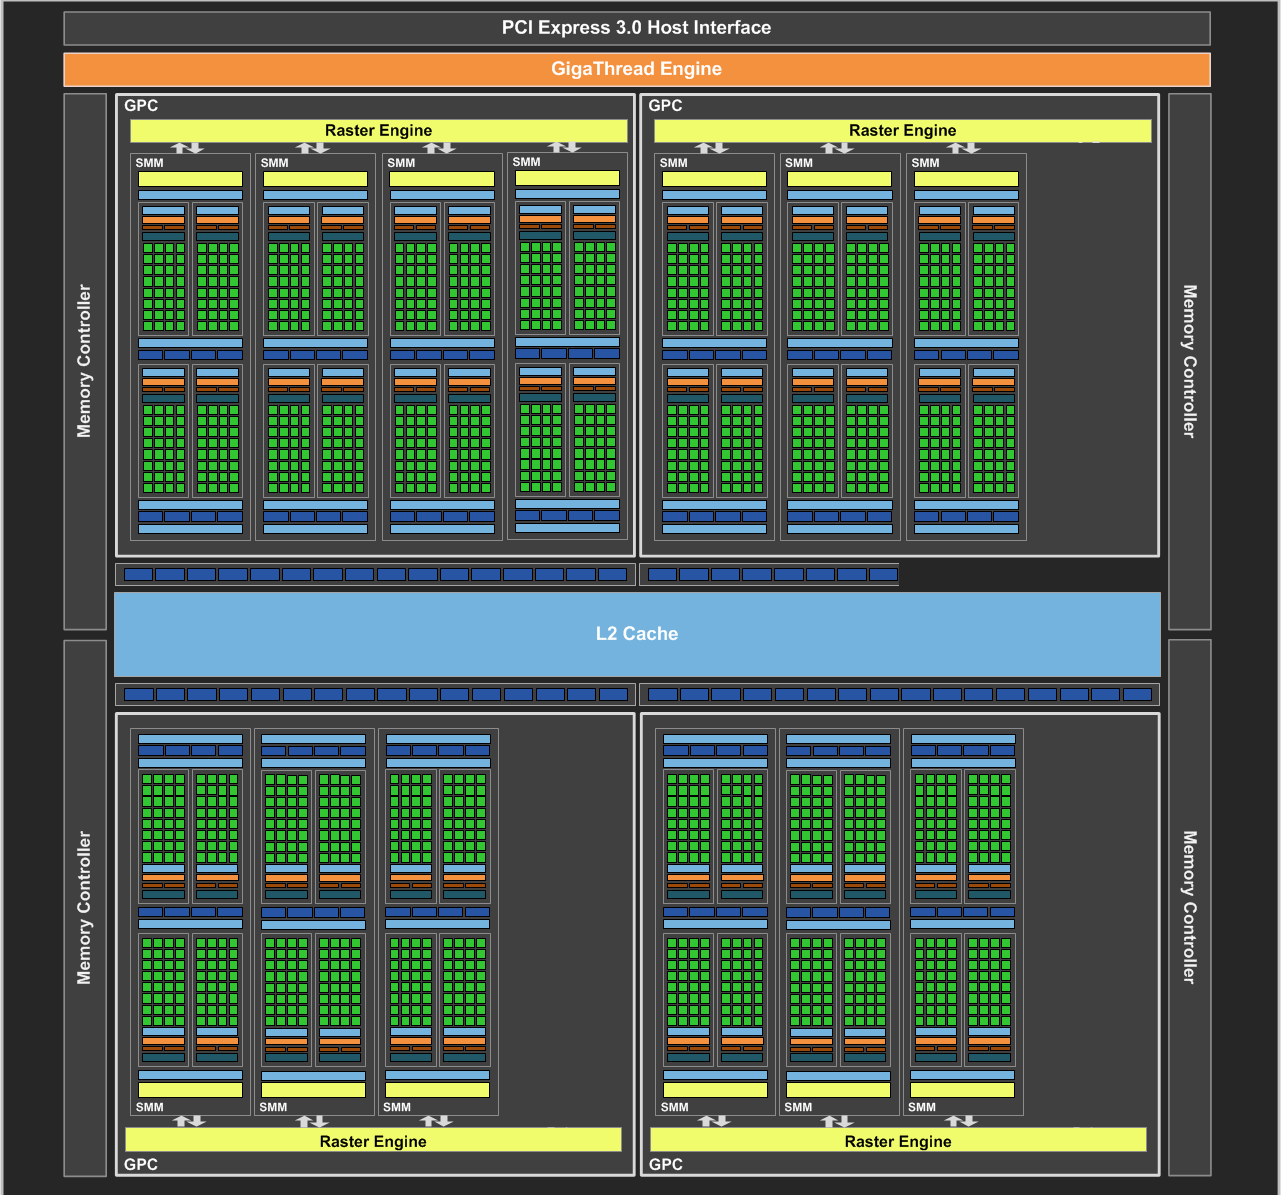 PCI Express 3.0 Host Interface
GigaThread Engine
GPC
Raster Engine
SMM
SMM
SMM
SMM
GPC
Raster Engine
SMM
SMM
SMM
Memory Controller
Memory Controller
L2 Cache
Memory Controller
Memory Controller
SMM
SMM
SMM
Raster Engine
GPC
SMM
SMM
SMM
Raster Engine
GPC